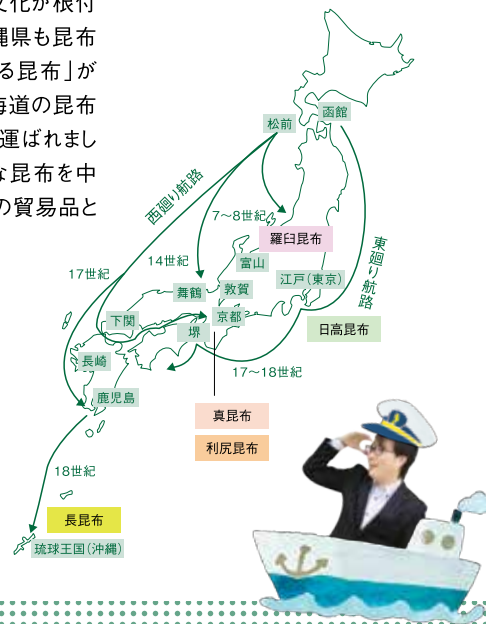 文化が根付
縄県も昆布
る昆布」が
海道の昆布
運ばれまし
な昆布を中
の貿易品と
函館
松前
西廻り航路
7〜8世紀
羅臼昆布
東廻り航路
14世紀
富山
17世紀
江戸（東京）
敦賀
舞鶴
下関
京都
日高昆布
堺
長崎
17〜18世紀
鹿児島
真昆布
利尻昆布
18世紀
長昆布
琉球王国（沖縄）